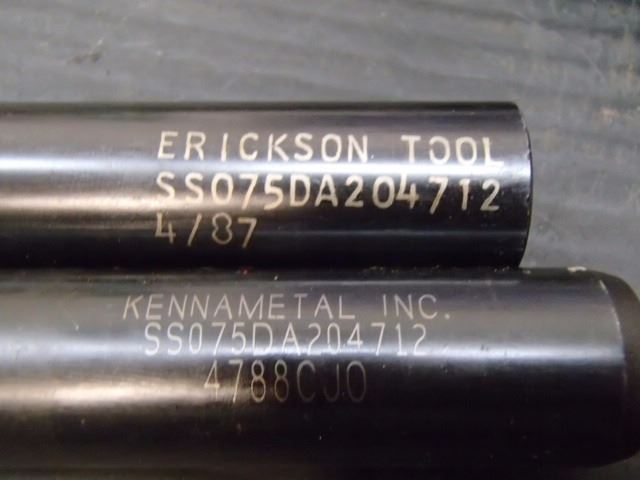 ERICKSON TOOL
SS075DA204712
4/87
KENNAMETAL INC.
SS075DA204712
4788CJO